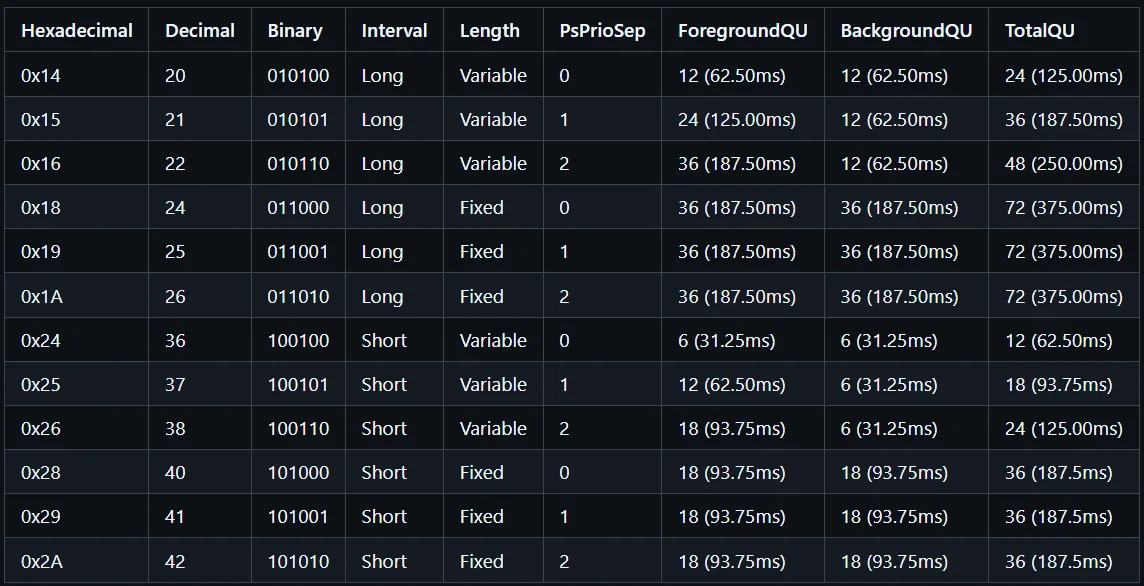 Hexadecimal Decimal Binary Interval Length PsPrioSep ForegroundQU BackgroundQU TotalQU
0x14 20 010100 Long Variable 0 12 (62.50ms) 12 (62.50ms) 24 (125.00ms)
0x15 21 010101 Long Variable 1 24 (125.00ms) 12 (62.50ms) 36 (187.50ms)
0x16 22 010110 Long Variable 2 36 (187.50ms) 12 (62.50ms) 48 (250.00ms)
0x18 24 011000 Long Fixed 0 36 (187.50ms) 36 (187.50ms) 72 (375.00ms)
0x19 25 011001 Long Fixed 1 36 (187.50ms) 36 (187.50ms) 72 (375.00ms)
0x1A 26 011010 Long Fixed 2 36 (187.50ms) 36 (187.50ms) 72 (375.00ms)
0x24 36 100100 Short Variable 0 6 (31.25ms) 6 (31.25ms) 12 (62.50ms)
0x25 37 100101 Short Variable 1 12 (62.50ms) 6 (31.25ms) 18 (93.75ms)
0x26 38 100110 Short Variable 2 18 (93.75ms) 6 (31.25ms) 24 (125.00ms)
0x28 40 101000 Short Fixed 0 18 (93.75ms) 18 (93.75ms) 36 (187.5ms)
0x29 41 101001 Short Fixed 1 18 (93.75ms) 18 (93.75ms) 36 (187.5ms)
0x2A 42 101010 Short Fixed 2 18 (93.75ms) 18 (93.75ms) 36 (187.5ms)